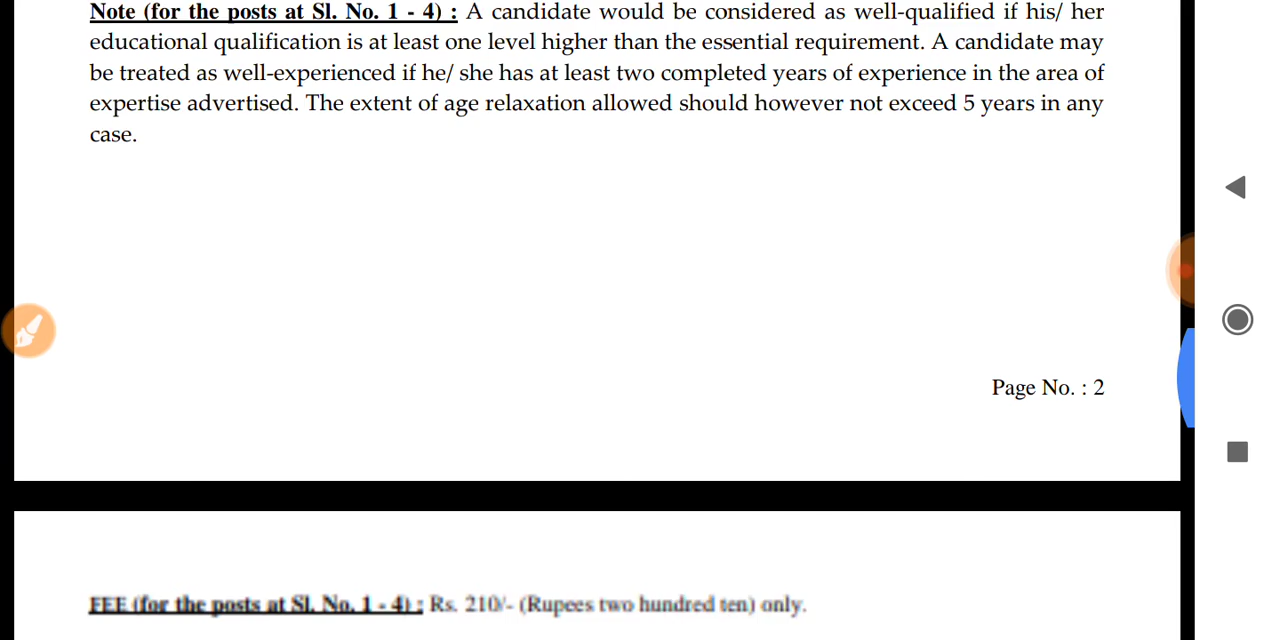 Note (for the posts at Sl. No. 1 - 4) : A candidate would be considered as well-qualified if his/ her
educational qualification is at least one level higher than the essential requirement. A candidate may
be treated as well-experienced if he/ she has at least two completed years of experience in the area of
expertise advertised. The extent of age relaxation allowed should however not exceed 5 years in any
case.
Page No. : 2
FEE (for the posts at Sl. No. 1 - 4) : Rs. 210/- (Rupees two hundred ten) only.